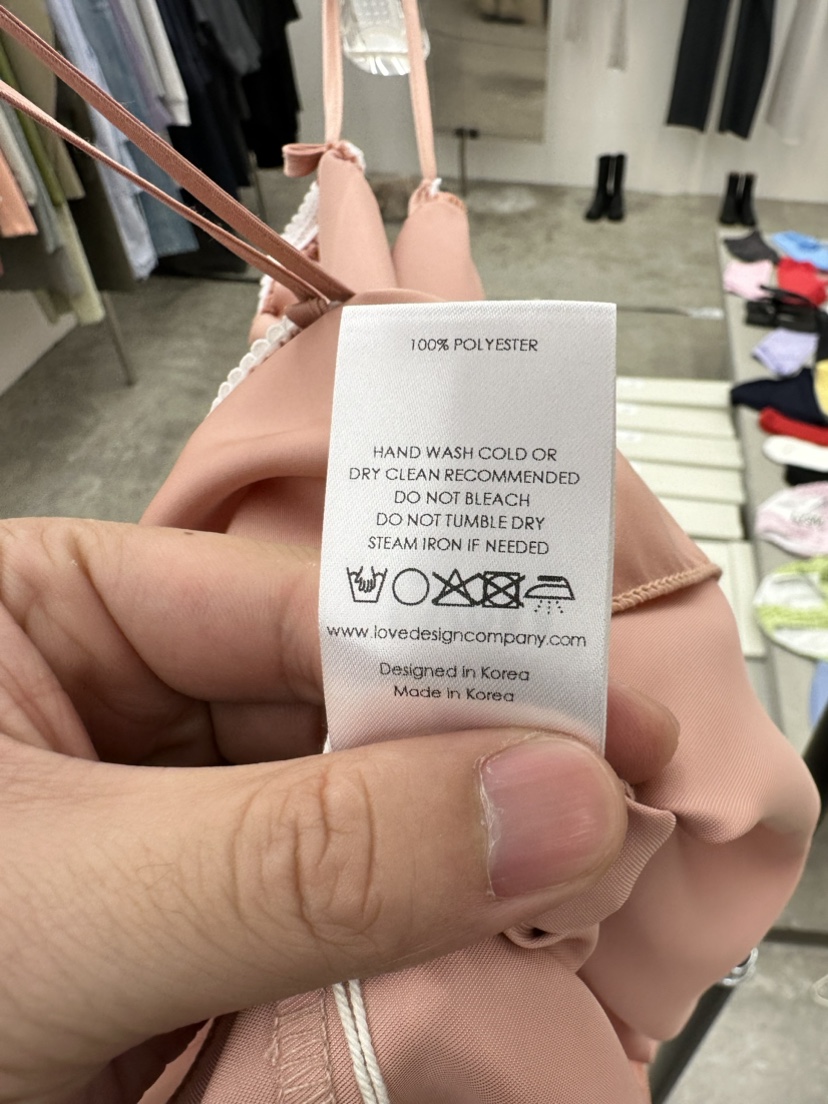 100% POLYESTER
HAND WASH COLD OR
DRY CLEAN RECOMMENDED
DO NOT BLEACH
DO NOT TUMBLE DRY
STEAM IRON IF NEEDED
www.lovedesigncompany.com
Designed in Korea
Made in Korea